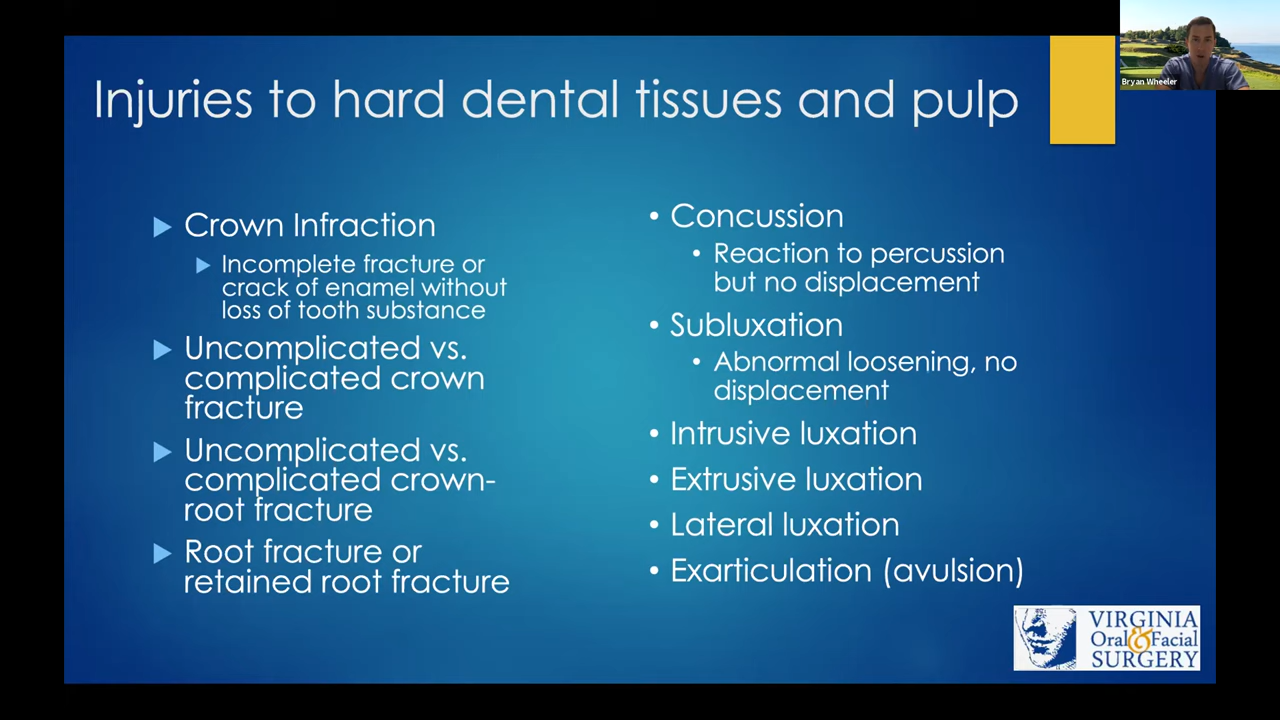 Injuries to hard dental tissues and pulp
Bryan Wheeler
Crown Infraction
Incomplete fracture or
crack of enamel without
loss of tooth substance
Uncomplicated vs.
complicated crown
fracture
Uncomplicated vs.
complicated crown-
root fracture
Root fracture or
retained root fracture
• Concussion
• Reaction to percussion
but no displacement
• Subluxation
• Abnormal loosening, no
displacement
• Intrusive luxation
• Extrusive luxation
• Lateral luxation
• Exarticulation (avulsion)
VIRGINIA
Oral & Facial
SURGERY